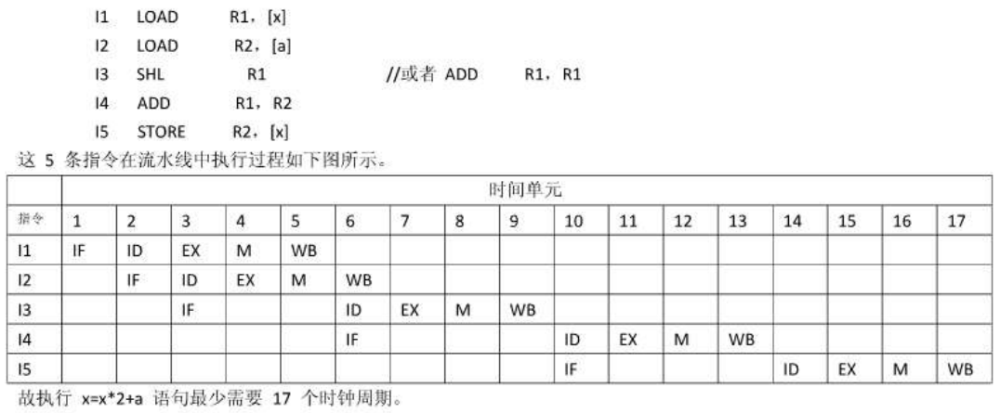 I1 LOAD R1，[x]
I2 LOAD R2，[a]
I3 SHL R1 //或者 ADD R1，R1
I4 ADD R1，R2
I5 STORE R2，[x]
这 5 条指令在流水线中执行过程如下图所示。
时间单元
指令 1 2 3 4 5 6 7 8 9 10 11 12 13 14 15 16 17
I1 IF ID EX M WB
I2 IF ID EX M WB
I3 IF ID EX M WB
I4 IF ID EX M WB
I5 IF ID EX M WB
故执行 x=x*2+a 语句最少需要 17 个时钟周期。